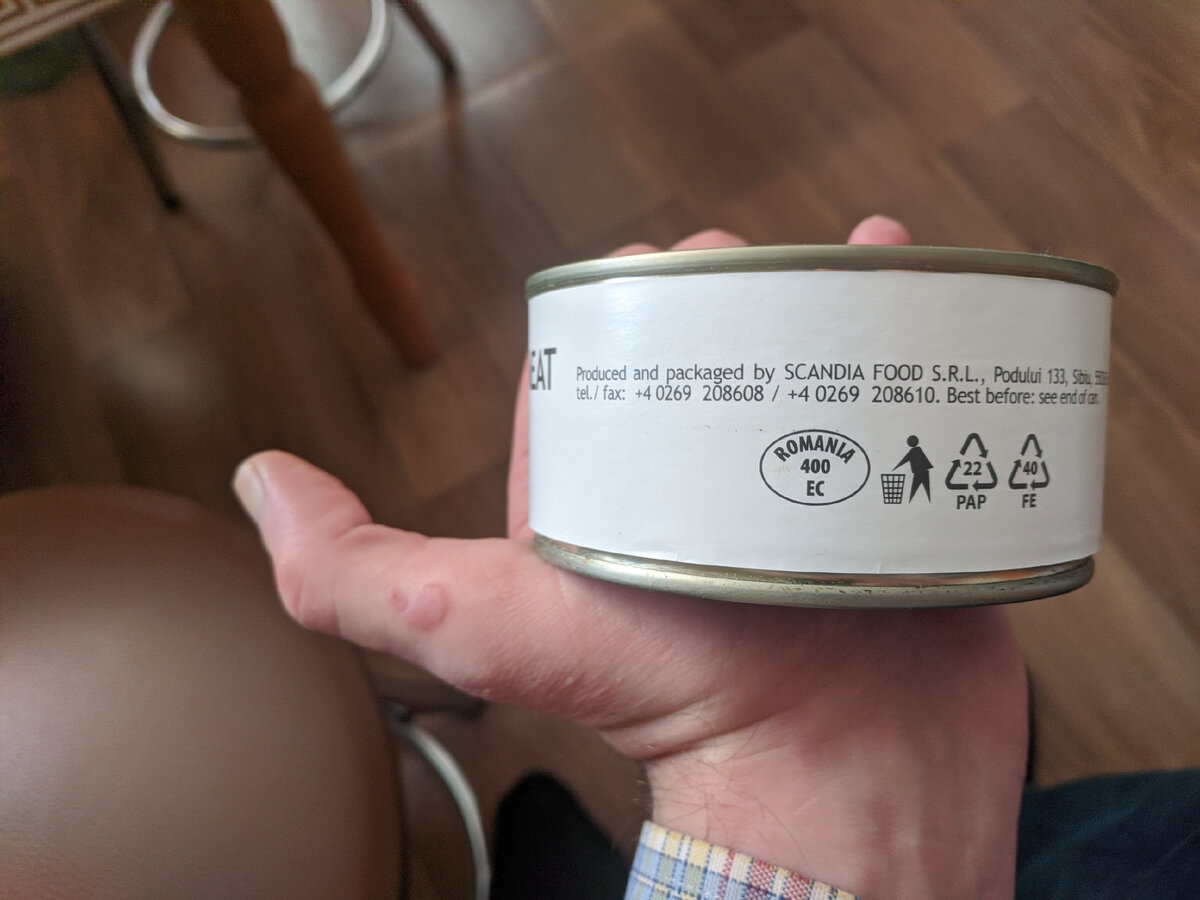 EAT
Produced and packaged by SCANDIA FOOD S.R.L., Podului 133, Sibiu,
tel./ fax: +4 0269 208608 / +4 0269 208610. Best before: see end of can.
ROMANIA
400
EC
22
PAP
40
FE